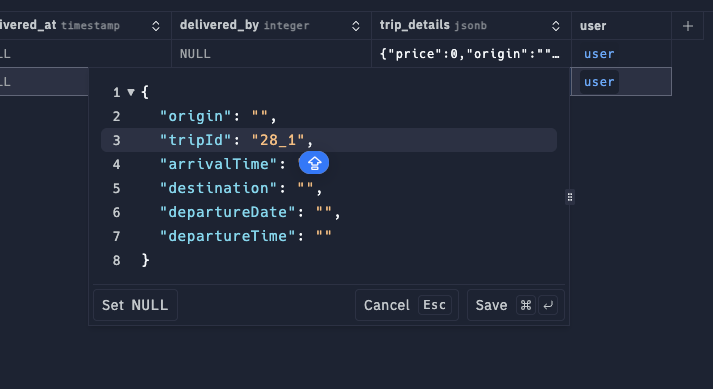 ivered_at timestamp delivered_by integer trip_details jsonb user +
LL NULL {"price":0,"origin":""… user
LL user
1 {
2 "origin": "",
3 "tripId": "28_1",
4 "arrivalTime":
5 "destination": "",
6 "departureDate": "",
7 "departureTime": ""
8 }
Set NULL Cancel Esc Save ⌘ ↵